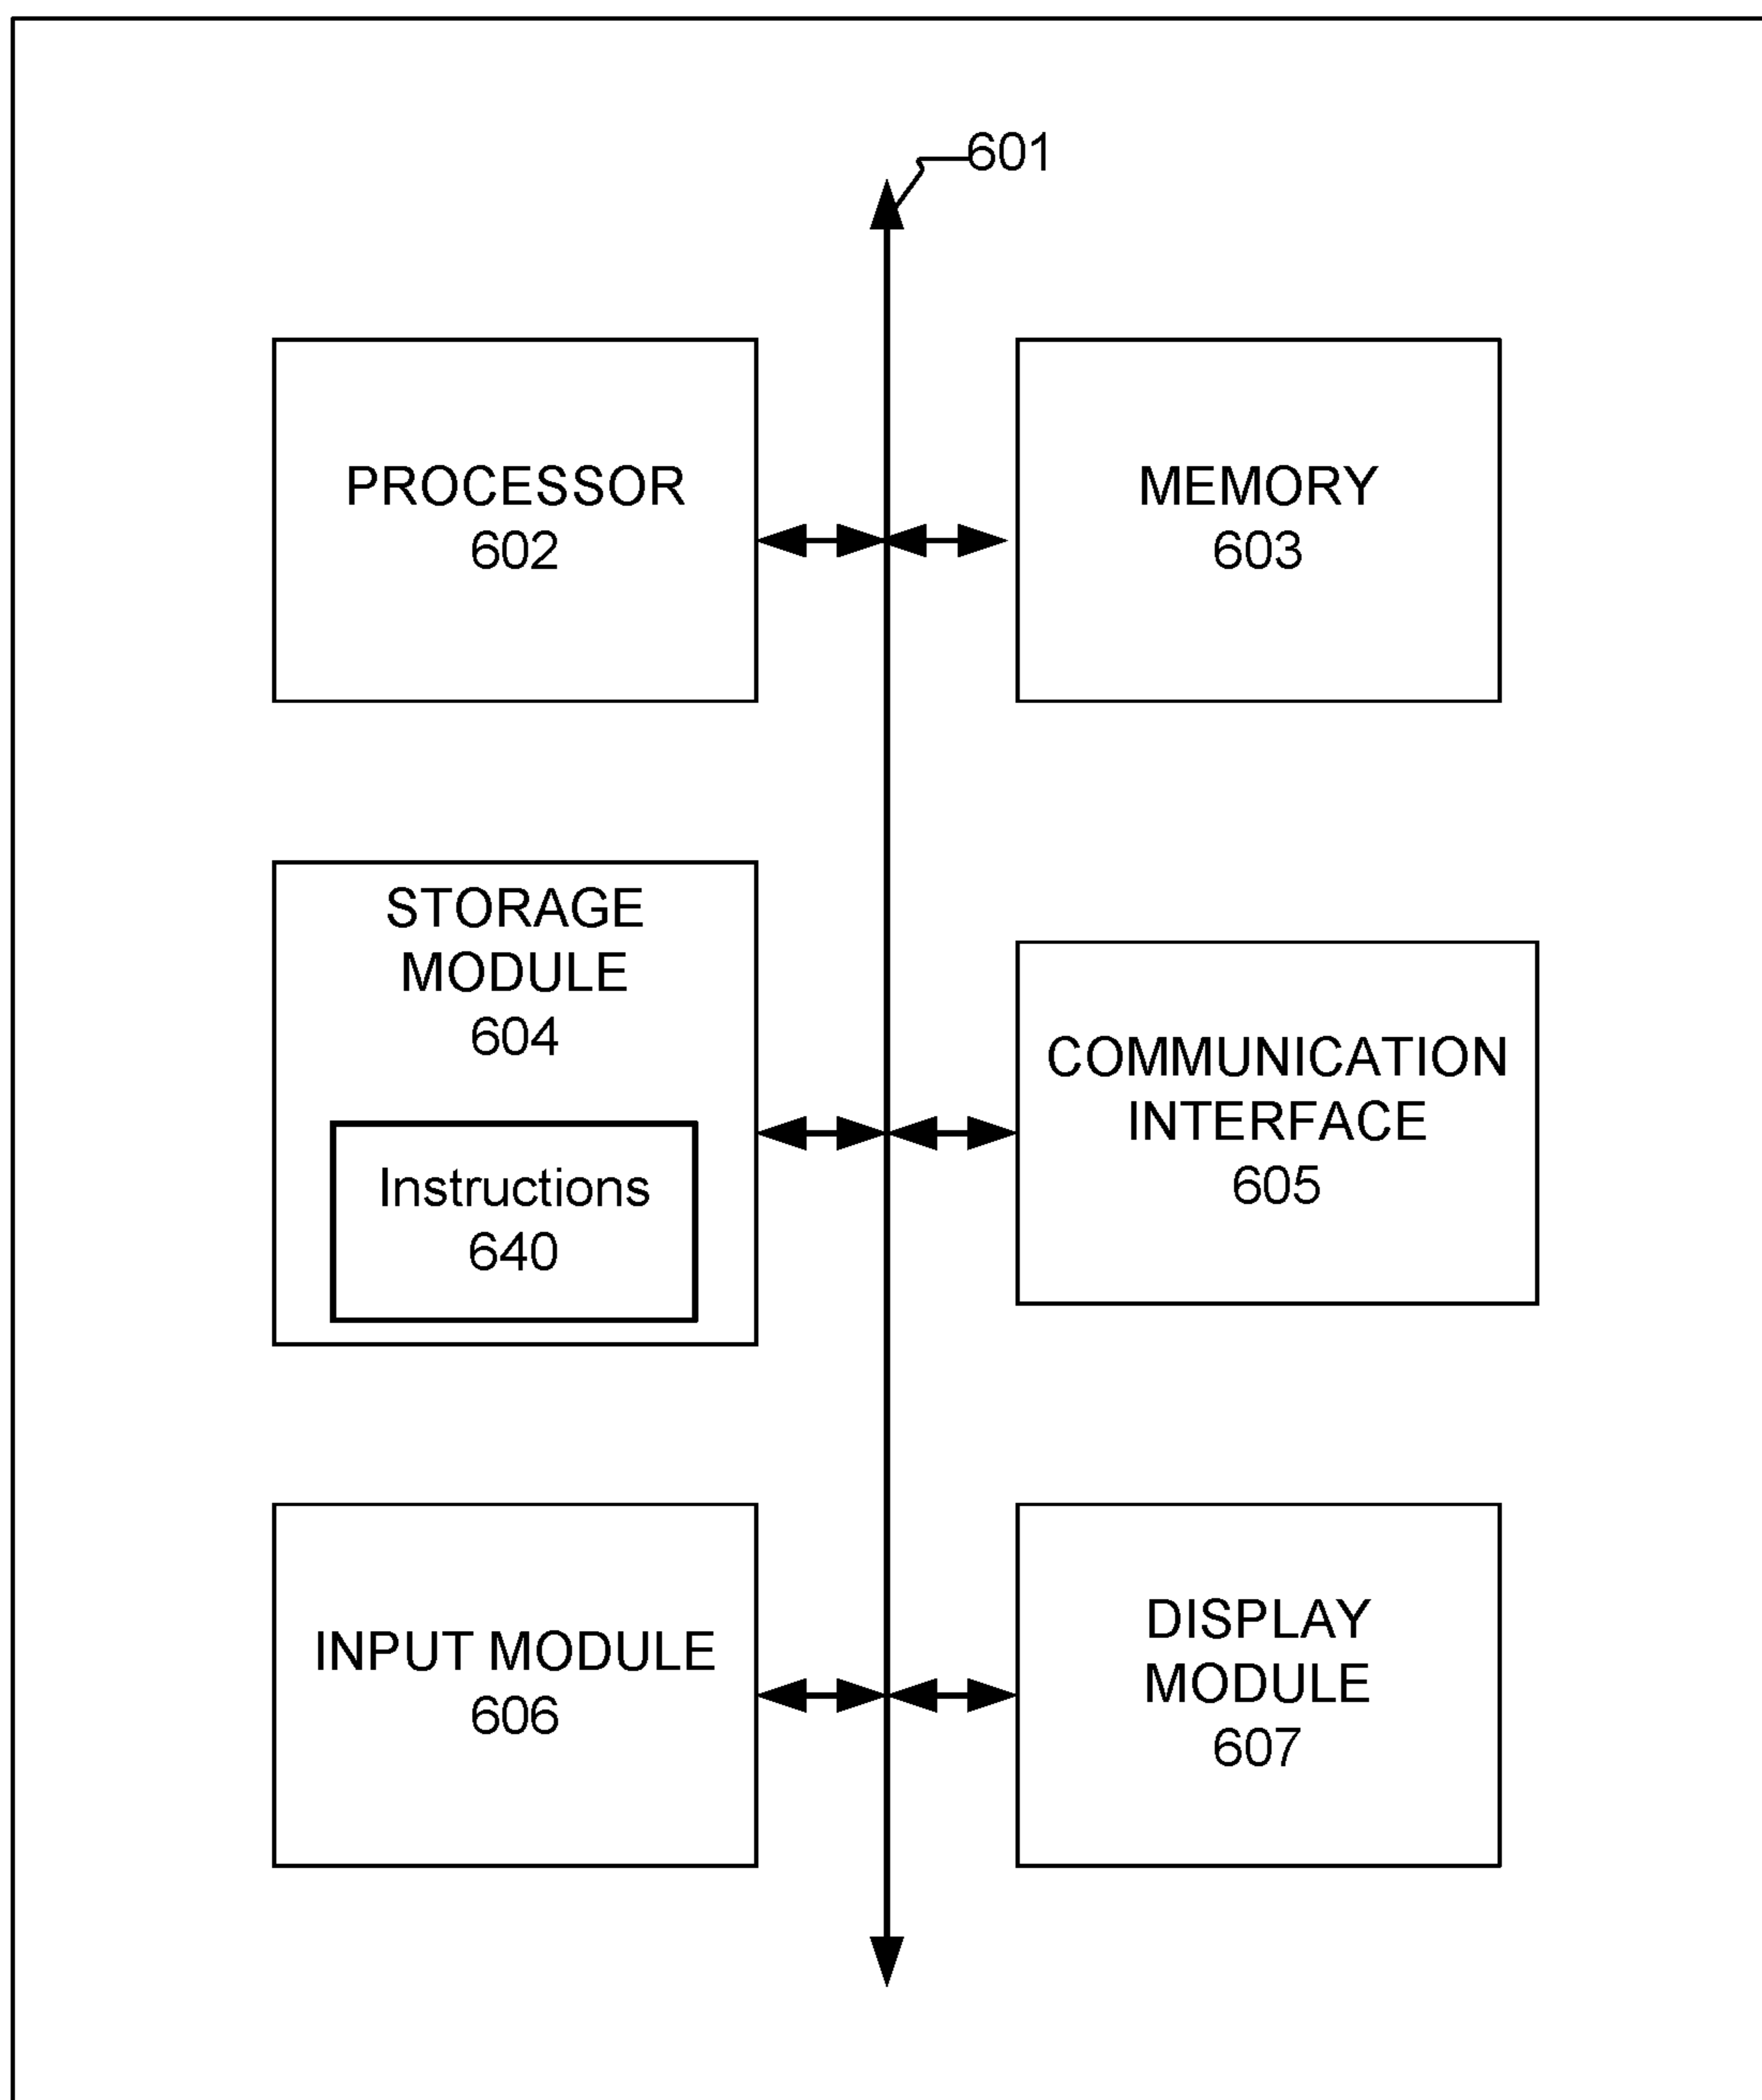 601
PROCESSOR
602
MEMORY
603
STORAGE
MODULE
604
Instructions
640
COMMUNICATION
INTERFACE
605
INPUT MODULE
606
DISPLAY
MODULE
607